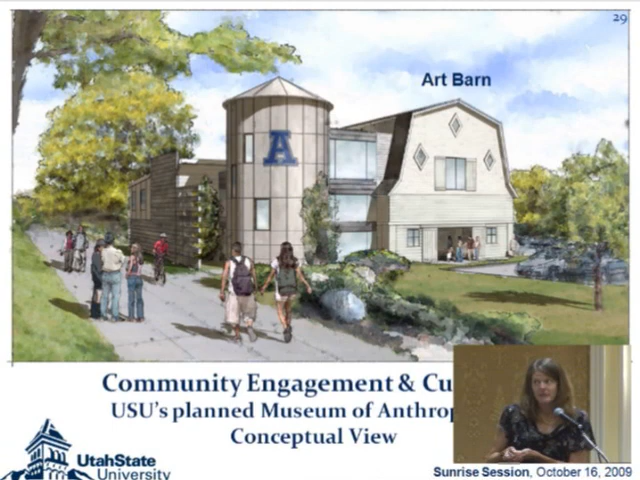 29
Art Barn
A
Community Engagement & Cu
USU's planned Museum of Anthrop
Conceptual View
UtahState
University
Sunrise Session, October 16, 2009